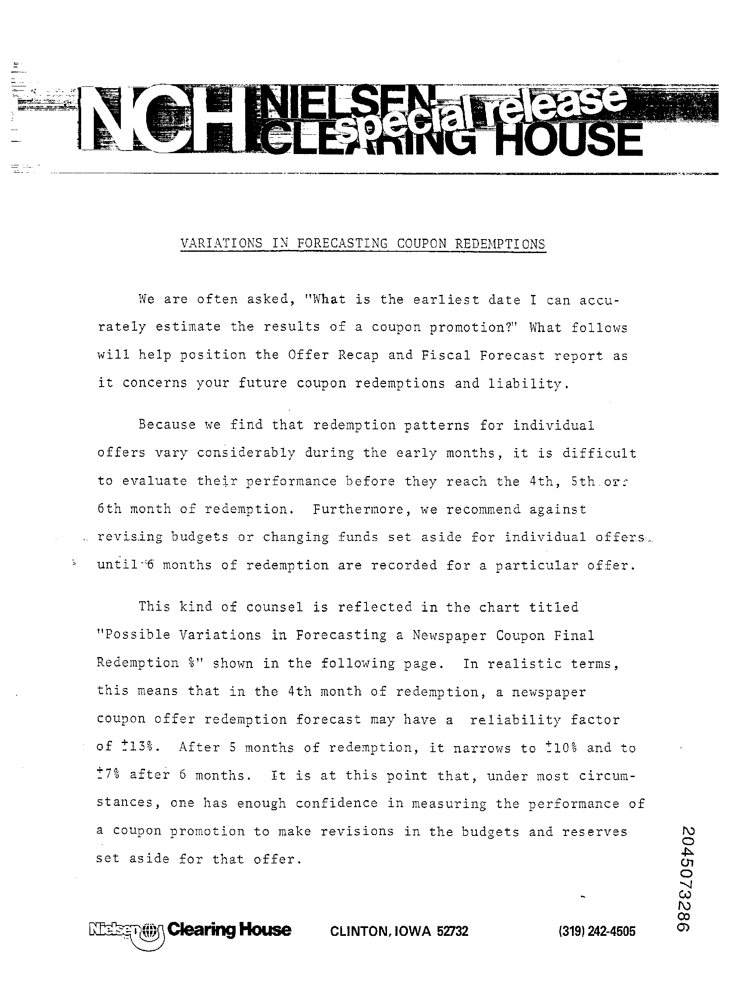 NCH NIELSEN special release
CLEARING HOUSE
VARIATIONS IN FORECASTING COUPON REDEMPTIONS
We are often asked, "What is the earliest date I can accu-
rately estimate the results of a coupon promotion?" What follows
will help position the Offer Recap and Fiscal Forecast report as
it concerns your future coupon redemptions and liability.
Because we find that redemption patterns for individual
offers vary considerably during the early months, it is difficult
to evaluate their performance before they reach the 4th, 5th or
6th month of redemption. Furthermore, we recommend against
revising budgets or changing funds set aside for individual offers
until 6 months of redemption are recorded for a particular offer.
This kind of counsel is reflected in the chart titled
"Possible Variations in Forecasting a Newspaper Coupon Final
Redemption %" shown in the following page. In realistic terms,
this means that in the 4th month of redemption, a newspaper
coupon offer redemption forecast may have a reliability factor
of ±13%. After 5 months of redemption, it narrows to ±10% and to
±7% after 6 months. It is at this point that, under most circum-
stances, one has enough confidence in measuring the performance of
a coupon promotion to make revisions in the budgets and reserves
set aside for that offer.
2045073286
Nielsen Clearing House CLINTON, IOWA 52732 (319) 242-4505